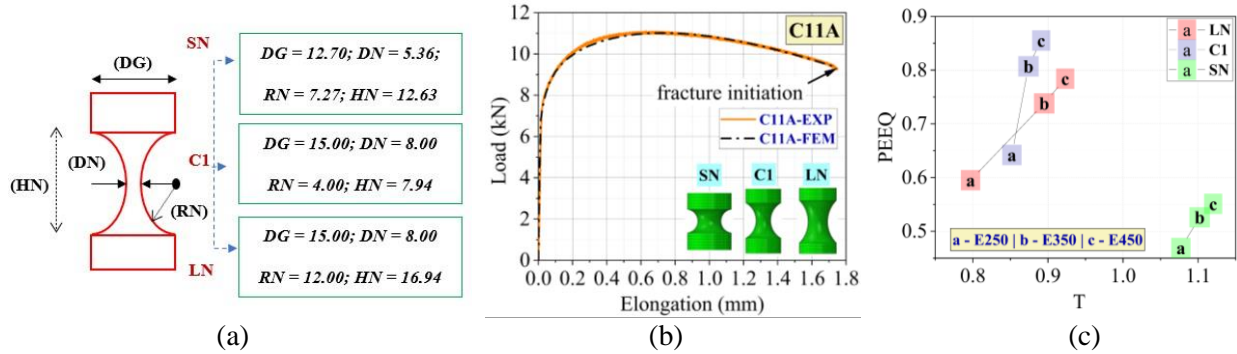 (DG)
(DN)
(HN)
(RN)
SN
C1
LN
DG = 12.70; DN = 5.36;
RN = 7.27; HN = 12.63
DG = 15.00; DN = 8.00
RN = 4.00; HN = 7.94
DG = 15.00; DN = 8.00
RN = 12.00; HN = 16.94
(a)
12
10
8
6
4
2
0
Load (kN)
C11A
fracture initiation
C11A-EXP
C11A-FEM
SN C1 LN
0.0 0.2 0.4 0.6 0.8 1.0 1.2 1.4 1.6 1.8
Elongation (mm)
(b)
0.9
0.8
0.7
0.6
0.5
PEEQ
a LN
a C1
a SN
c
b
c
b
a
a
c
b
a
a - E250 | b - E350 | c - E450
0.8 0.9 1.0 1.1
T
(c)